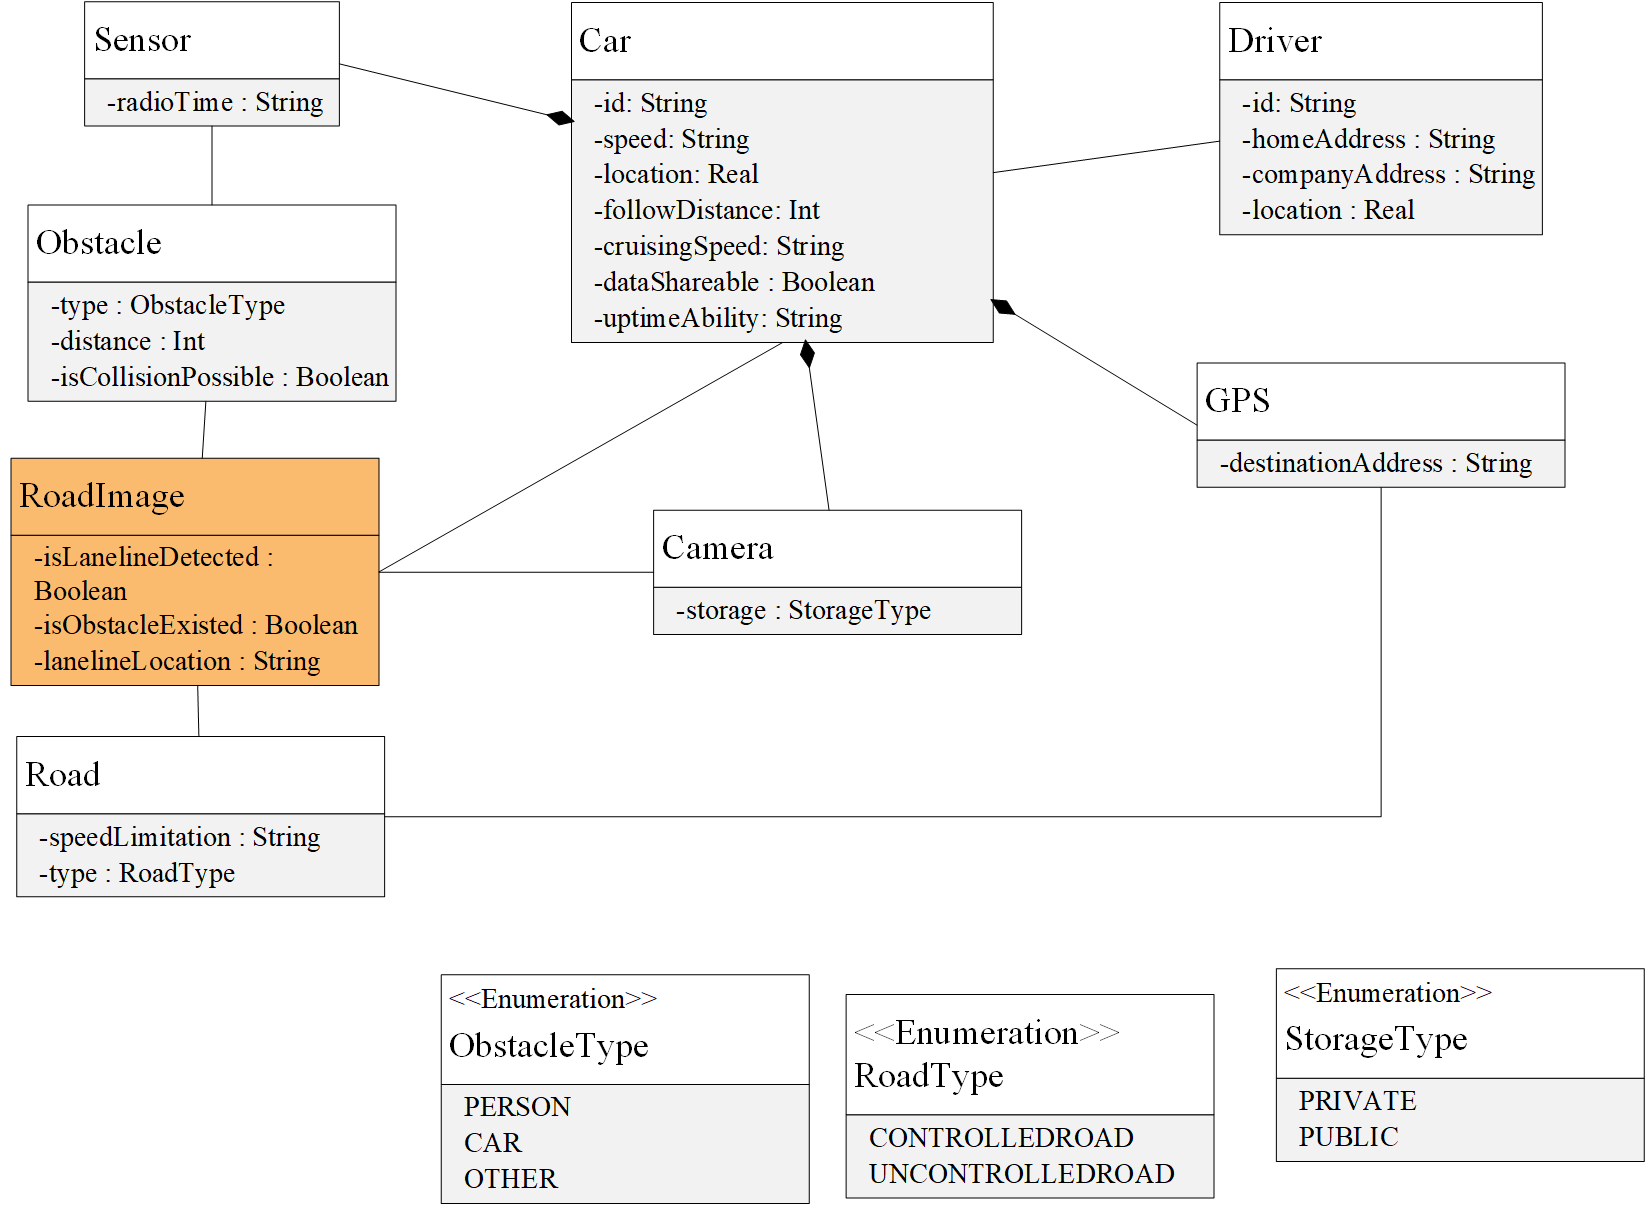 Sensor
-radioTime : String
Car
-id: String
-speed: String
-location: Real
-followDistance: Int
-cruisingSpeed: String
-dataShareable : Boolean
-uptimeAbility: String
Driver
-id: String
-homeAddress : String
-companyAddress : String
-location : Real
Obstacle
-type : ObstacleType
-distance : Int
-isCollisionPossible : Boolean
GPS
-destinationAddress : String
RoadImage
-isLanelineDetected :
Boolean
-isObstacleExisted : Boolean
-lanelineLocation : String
Camera
-storage : StorageType
Road
-speedLimitation : String
-type : RoadType
<<Enumeration>>
ObstacleType
PERSON
CAR
OTHER
<<Enumeration>>
RoadType
CONTROLLEDROAD
UNCONTROLLEDROAD
<<Enumeration>>
StorageType
PRIVATE
PUBLIC